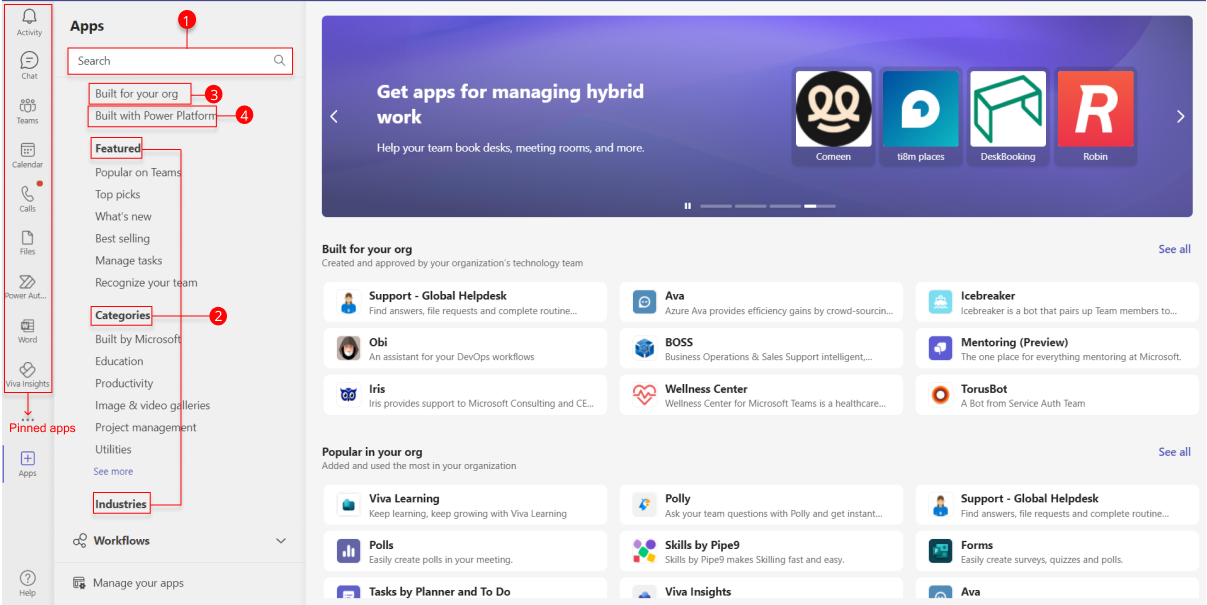 Activity
Chat
Teams
Calendar
Calls
Files
Power Aut...
Word
Viva Insights
Pinned apps
Apps
Help
Apps
1
Search
Built for your org
3
Built with Power Platform
4
Featured
Popular on Teams
Top picks
What's new
Best selling
Manage tasks
Recognize your team
Categories
2
Built by Microsoft
Education
Productivity
Image & video galleries
Project management
Utilities
See more
Industries
Workflows
Manage your apps
Get apps for managing hybrid
work
Help your team book desks, meeting rooms, and more.
Comeen
ti8m places
DeskBooking
R
Robin
Built for your org
See all
Created and approved by your organization's technology team
Support - Global Helpdesk
Find answers, file requests and complete routine...
Ava
Azure Ava provides efficiency gains by crowd-sourcin...
Icebreaker
Icebreaker is a bot that pairs up Team members to...
Obi
An assistant for your DevOps workflows
BOSS
Business Operations & Sales Support intelligent,...
Mentoring (Preview)
The one place for everything mentoring at Microsoft.
Iris
Iris provides support to Microsoft Consulting and CE...
Wellness Center
Wellness Center for Microsoft Teams is a healthcare...
TorusBot
A Bot from Service Auth Team
Popular in your org
See all
Added and used the most in your organization
Viva Learning
Keep learning, keep growing with Viva Learning
Polly
Ask your team questions with Polly and get instant...
Support - Global Helpdesk
Find answers, file requests and complete routine...
Polls
Easily create polls in your meeting.
Skills by Pipe9
Skills by Pipe9 makes Skilling fast and easy.
Forms
Easily create surveys, quizzes and polls.
Tasks by Planner and To Do
Viva Insights
Ava